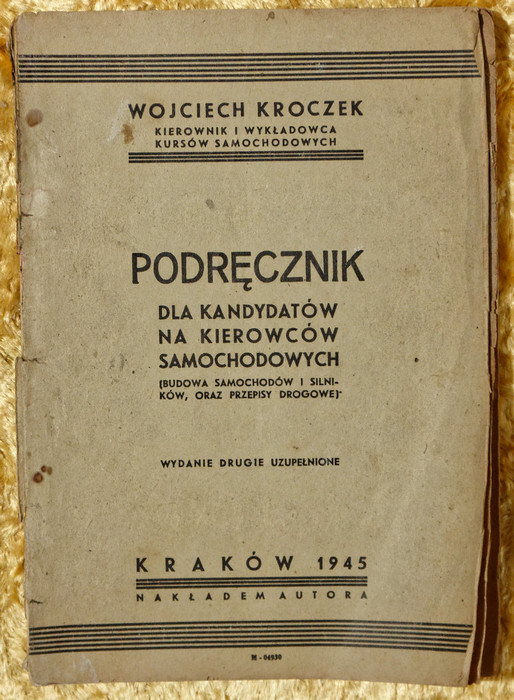 WOJCIECH KROCZEK
KIEROWNIK I WYKŁADOWCA
KURSÓW SAMOCHODOWYCH
PODRĘCZNIK
DLA KANDYDATÓW
NA KIEROWCÓW
SAMOCHODOWYCH
(BUDOWA SAMOCHODÓW I SILNI-
KÓW, ORAZ PRZEPISY DROGOWE)
WYDANIE DRUGIE UZUPEŁNIONE
KRAKÓW 1945
NAKŁADEM AUTORA
M - 04930